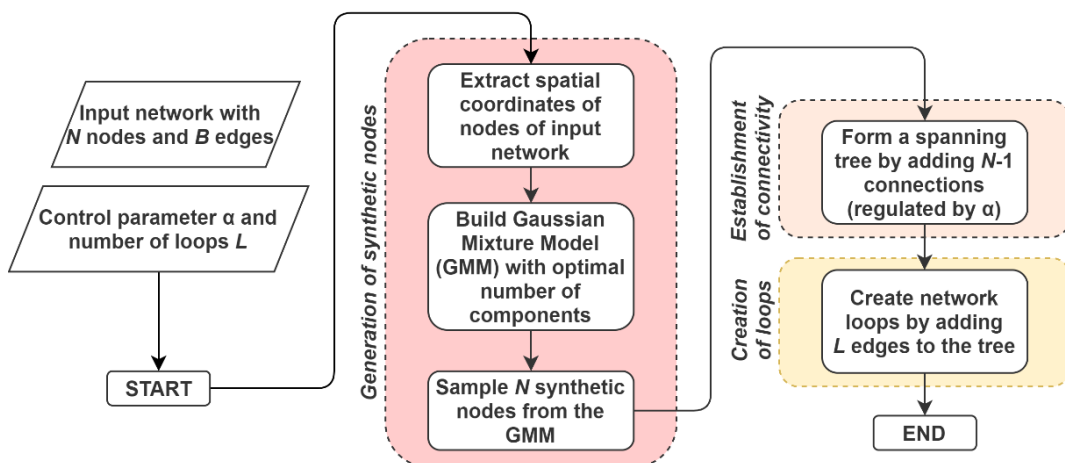 Input network with
N nodes and B edges
Control parameter α and
number of loops L
START
Generation of synthetic nodes
Extract spatial
coordinates of
nodes of input
network
Build Gaussian
Mixture Model
(GMM) with optimal
number of
components
Sample N synthetic
nodes from the
GMM
Establishment
of connectivity
Form a spanning
tree by adding N-1
connections
(regulated by α)
Creation
of loops
Create network
loops by adding
L edges to the tree
END